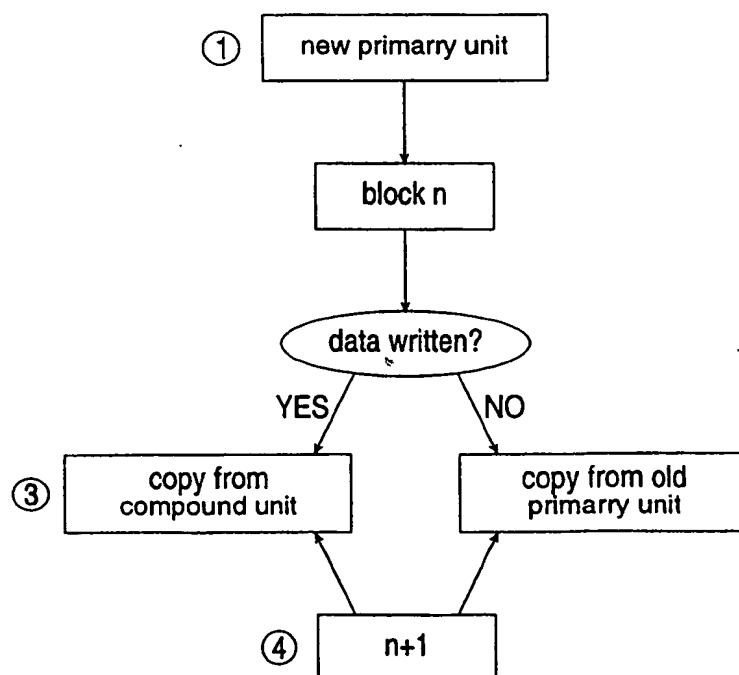 ① new primarry unit
block n
data written?
YES
NO
③ copy from
compound unit
copy from old
primarry unit
④ n+1